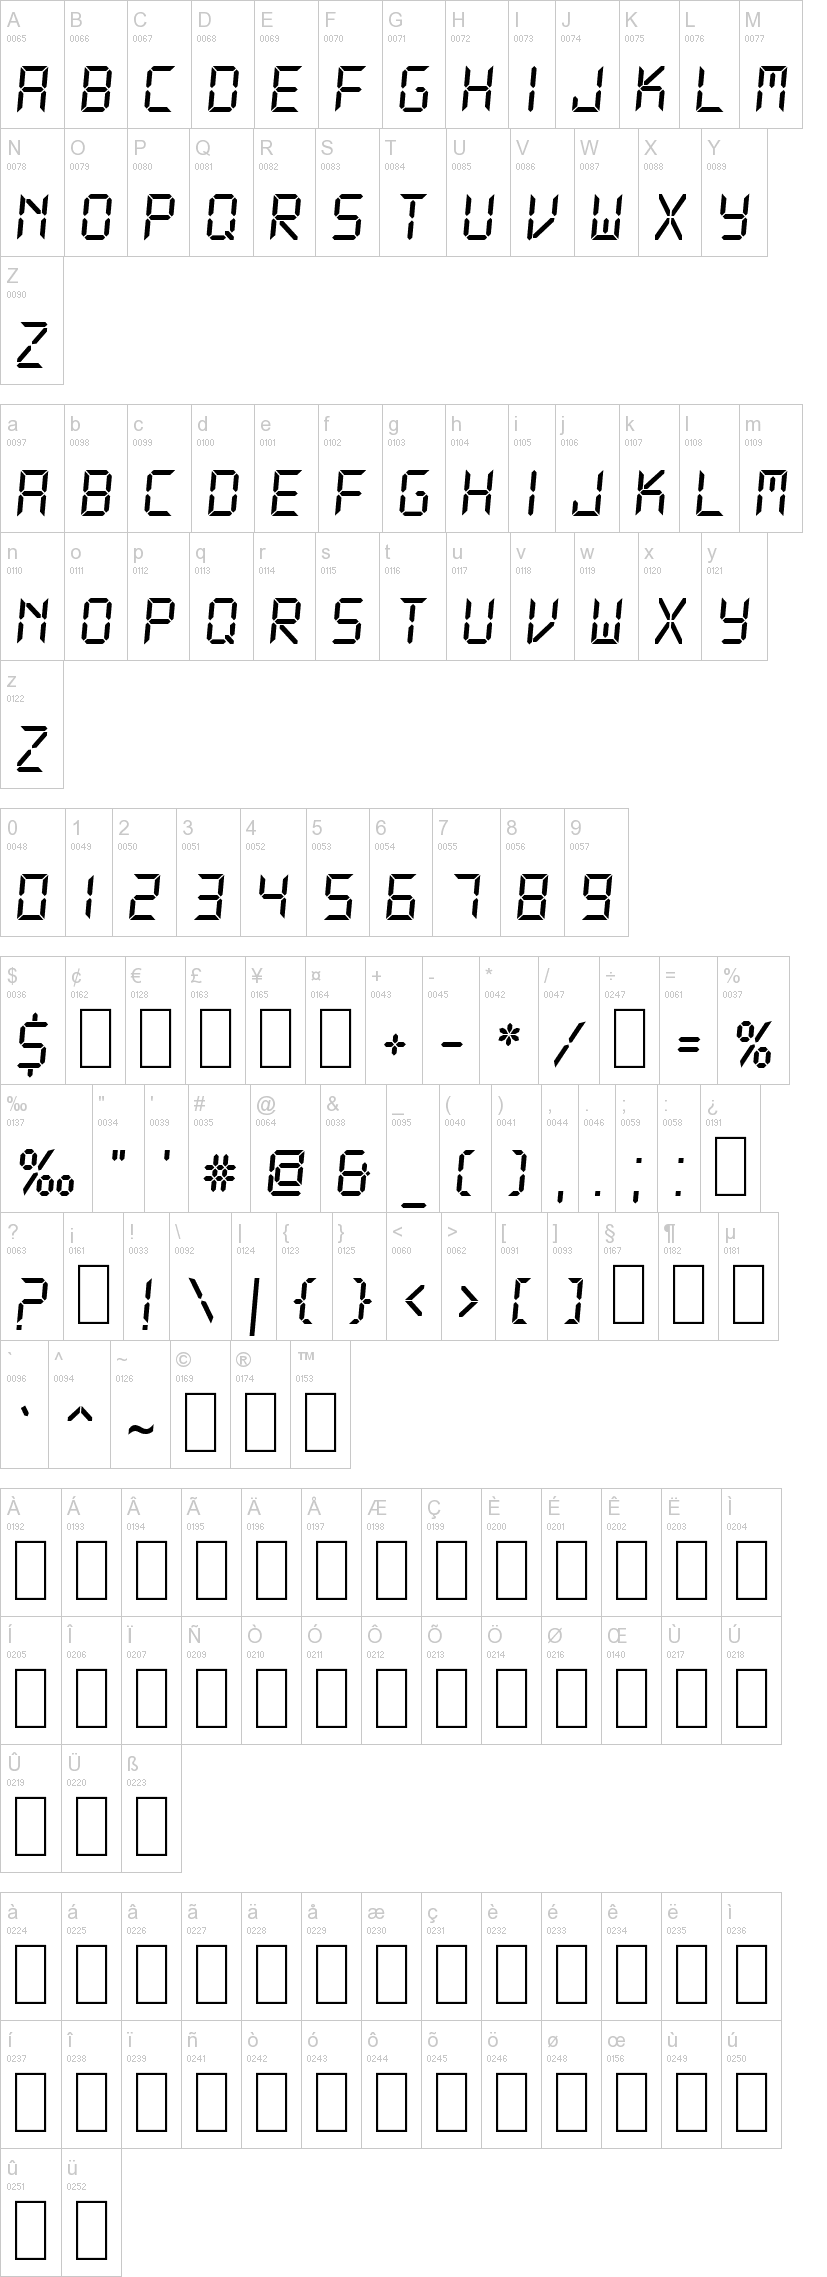 A B C D E F G H I J K L M
0065 0066 0067 0068 0069 0070 0071 0072 0073 0074 0075 0076 0077
A B C D E F G H I J K L M
N O P Q R S T U V W X Y
0078 0079 0080 0081 0082 0083 0084 0085 0086 0087 0088 0089
N O P Q R S T U V W X Y
Z
0090
Z
a b c d e f g h i j k l m
0097 0098 0099 0100 0101 0102 0103 0104 0105 0106 0107 0108 0109
A B C D E F G H I J K L M
n o p q r s t u v w x y
0110 0111 0112 0113 0114 0115 0116 0117 0118 0119 0120 0121
N O P Q R S T U V W X Y
z
0122
Z
0 1 2 3 4 5 6 7 8 9
0048 0049 0050 0051 0052 0053 0054 0055 0056 0057
0 1 2 3 4 5 6 7 8 9
$ ¢ € £ ¥ ¤ + - * / ÷ = %
0036 0162 0128 0163 0165 0164 0043 0045 0042 0047 0247 0061 0037
$ + - * / = %
‰ " ' # @ & _ ( ) , . ; : ¿
0137 0034 0039 0035 0064 0038 0095 0040 0041 0044 0046 0059 0058 0191
‰ " ' # @ & _ ( ) , . ; :
? ¡ ! \ | { } < > [ ] § ¶ µ
0063 0161 0033 0092 0124 0123 0125 0060 0062 0091 0093 0167 0182 0181
? ! \ | { } < > [ ]
` ^ ~ © ® ™
0096 0094 0126 0169 0174 0153
` ^ ~
À Á Â Ã Ä Å Æ Ç È É Ê Ë Ì
0192 0193 0194 0195 0196 0197 0198 0199 0200 0201 0202 0203 0204
Í Î Ï Ñ Ò Ó Ô Õ Ö Ø Œ Ù Ú
0205 0206 0207 0209 0210 0211 0212 0213 0214 0216 0140 0217 0218
Û Ü ß
0219 0220 0223
à á â ã ä å æ ç è é ê ë ì
0224 0225 0226 0227 0228 0229 0230 0231 0232 0233 0234 0235 0236
í î ï ñ ò ó ô õ ö ø œ ù ú
0237 0238 0239 0241 0242 0243 0244 0245 0246 0248 0156 0249 0250
û ü
0251 0252